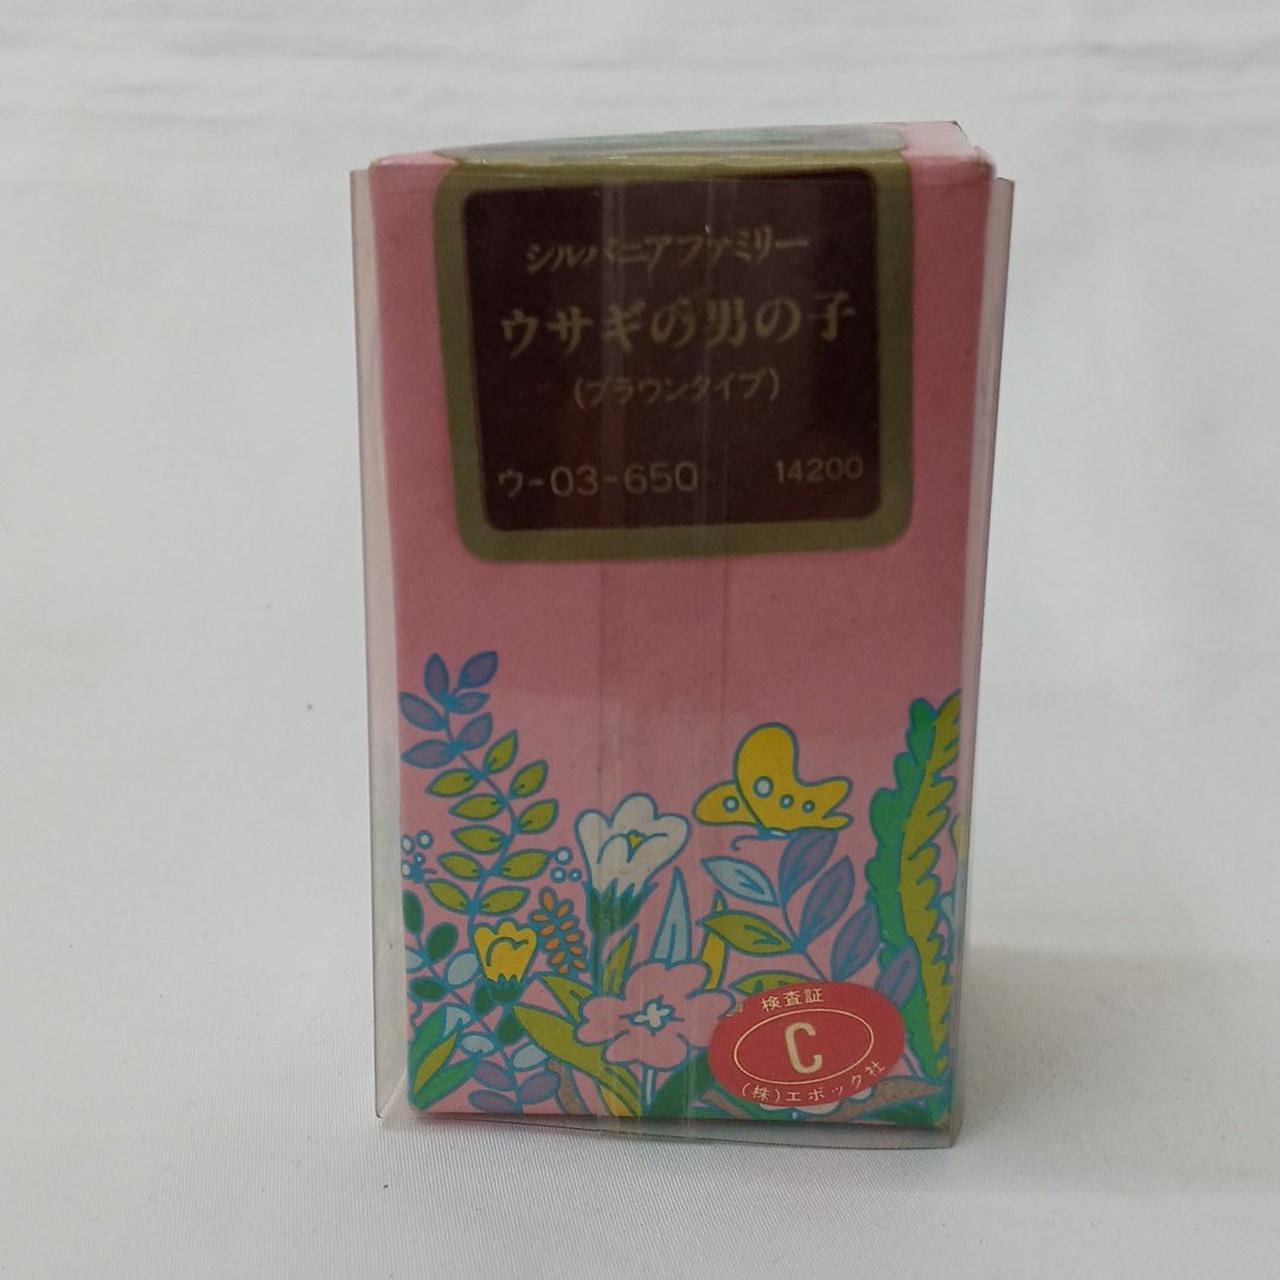 シルバニアファミリー
ウサギの男の子
(ブラウンタイプ)
ウ-03-650 14200
検査証
C
(株)エポック社